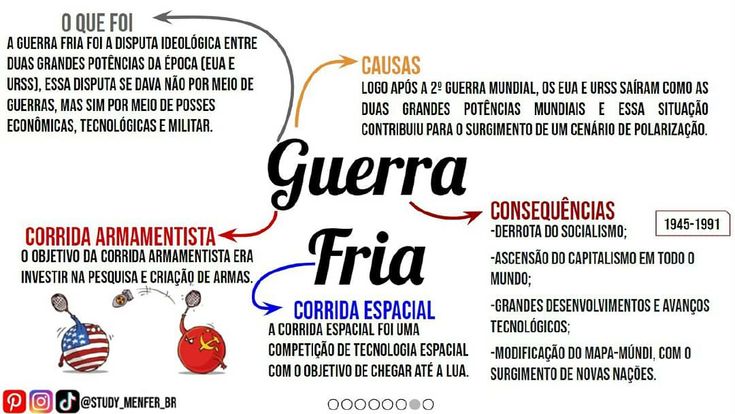 O QUE FOI
A GUERRA FRIA FOI A DISPUTA IDEOLÓGICA ENTRE
DUAS GRANDES POTÊNCIAS DA ÉPOCA (EUA E
URSS), ESSA DISPUTA SE DAVA NÃO POR MEIO DE
GUERRAS, MAS SIM POR MEIO DE POSSES
ECONÔMICAS, TECNOLÓGICAS E MILITAR.
CAUSAS
LOGO APÓS A 2º GUERRA MUNDIAL, OS EUA E URSS SAÍRAM COMO AS
DUAS GRANDES POTÊNCIAS MUNDIAIS E ESSA SITUAÇÃO
CONTRIBUIU PARA O SURGIMENTO DE UM CENÁRIO DE POLARIZAÇÃO.
Guerra
Fria
CORRIDA ARMAMENTISTA
O OBJETIVO DA CORRIDA ARMAMENTISTA ERA
INVESTIR NA PESQUISA E CRIAÇÃO DE ARMAS.
CORRIDA ESPACIAL
A CORRIDA ESPACIAL FOI UMA
COMPETIÇÃO DE TECNOLOGIA ESPACIAL
COM O OBJETIVO DE CHEGAR ATÉ A LUA.
CONSEQUÊNCIAS
1945-1991
-DERROTA DO SOCIALISMO;
-ASCENSÃO DO CAPITALISMO EM TODO O
MUNDO;
-GRANDES DESENVOLVIMENTOS E AVANÇOS
TECNOLÓGICOS;
-MODIFICAÇÃO DO MAPA-MÚNDI, COM O
SURGIMENTO DE NOVAS NAÇÕES.
@STUDY_MENFER_BR